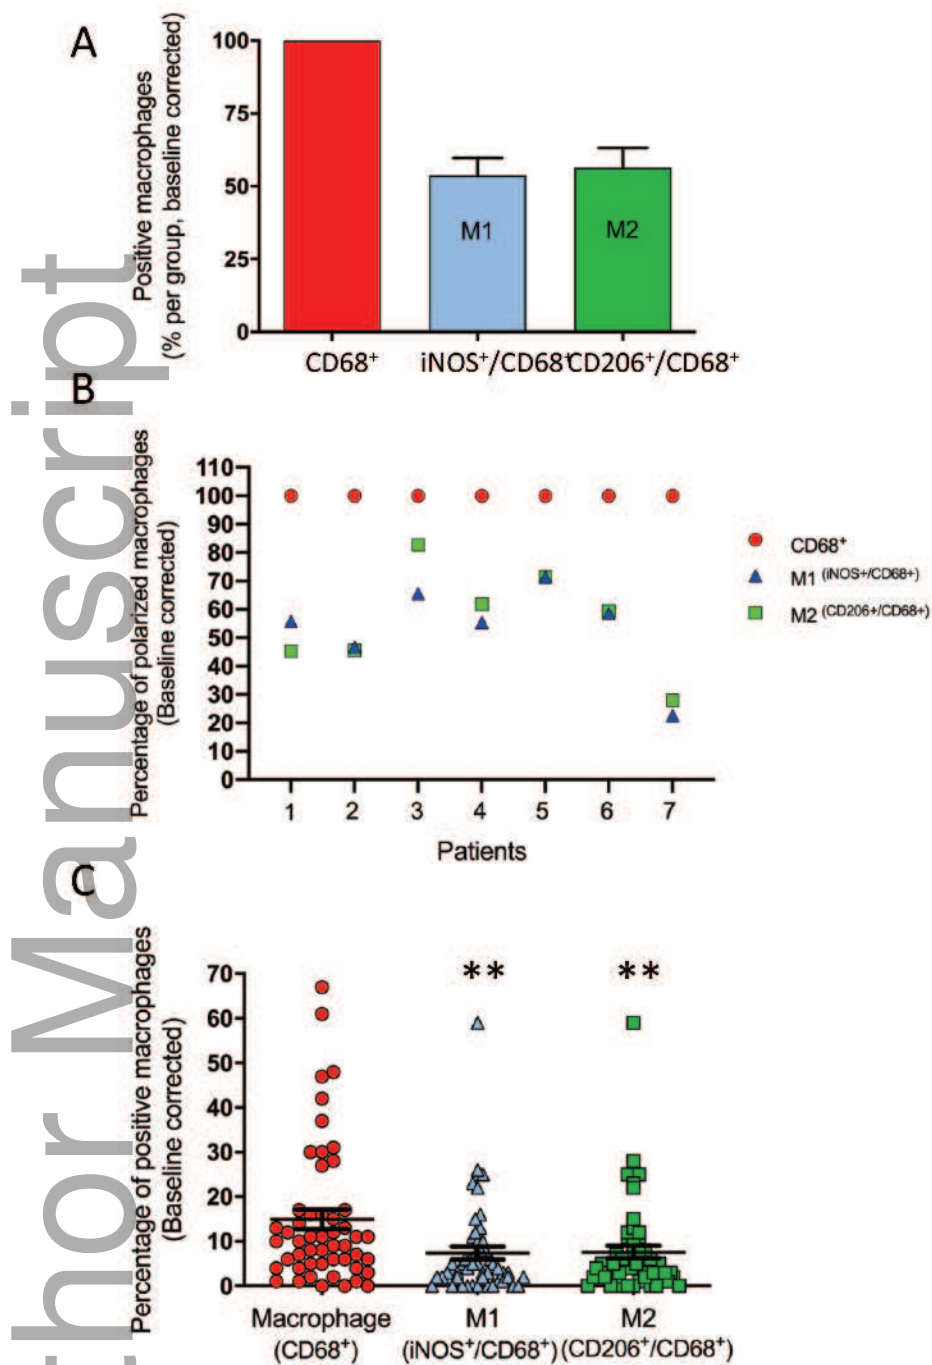 A
Positive macrophages
(% per group, baseline corrected)
100
75
50
25
0
M1
M2
CD68⁺
iNOS⁺/CD68⁺
CD206⁺/CD68⁺
B
Percentage of polarized macrophages
(Baseline corrected)
110
100
90
80
70
60
50
40
30
20
10
0
1 2 3 4 5 6 7
Patients
CD68⁺
M1 (iNOS+/CD68+)
M2 (CD206+/CD68+)
C
Percentage of positive macrophages
(Baseline corrected)
70
60
50
40
30
20
10
0
** **
Macrophage
(CD68⁺)
M1
(iNOS⁺/CD68⁺)
M2
(CD206⁺/CD68⁺)
hor Manuscript